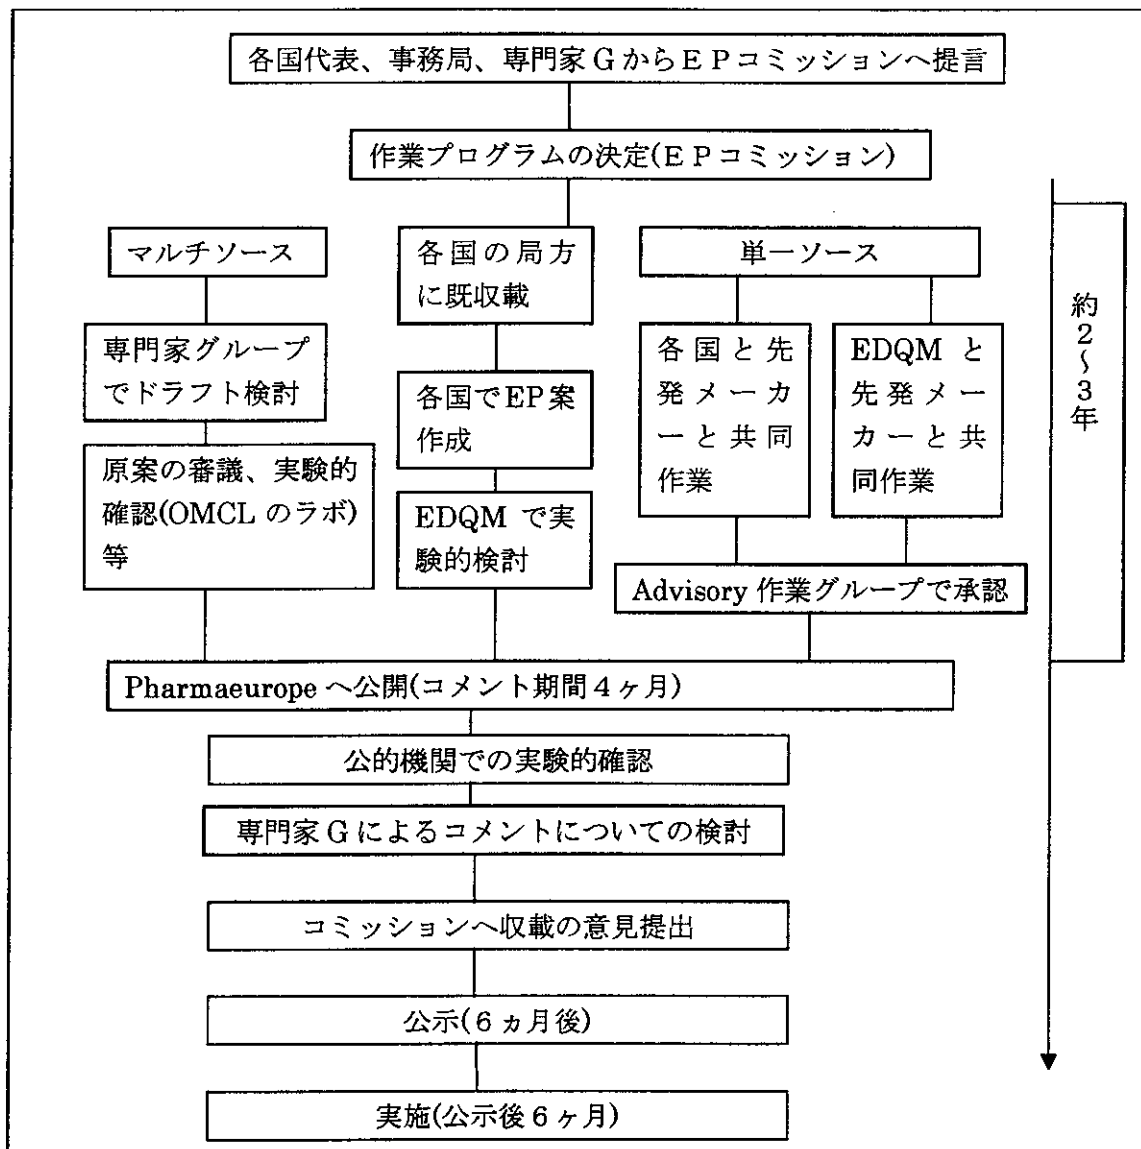 各国代表、事務局、専門家GからEPコミッションへ提言
作業プログラムの決定(EPコミッション)
マルチソース
専門家グループ
でドラフト検討
原案の審議、実験的
確認(OMCLのラボ)
等
各国の局方
に既収載
各国でEP案
作成
EDQMで実
験的検討
単一ソース
各国と先
発メーカ
ーと共同
作業
EDQMと
先発メー
カーと共
同作業
Advisory作業グループで承認
約2~3年
Pharmaeuropeへ公開(コメント期間4ヶ月)
公的機関での実験的確認
専門家Gによるコメントについての検討
コミッションへ収載の意見提出
公示(6ヵ月後)
実施(公示後6ヶ月)